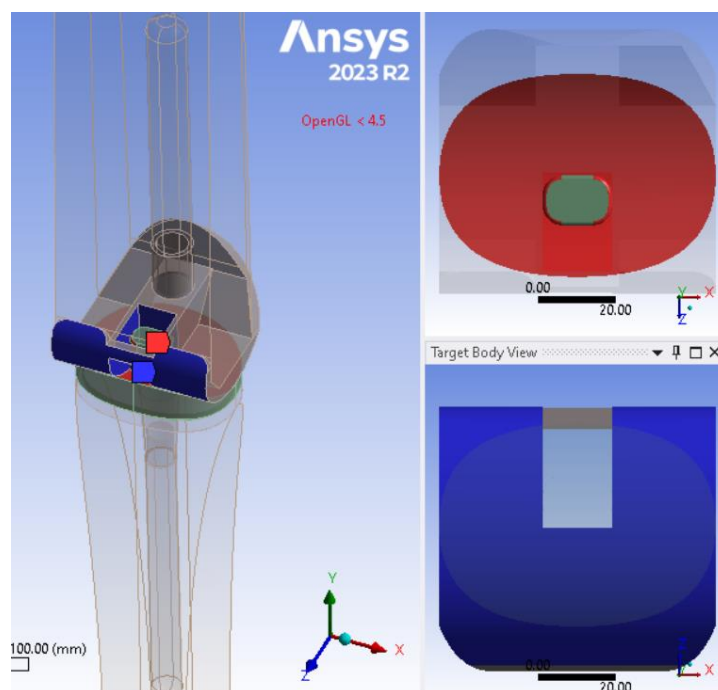 Ansys
2023 R2
OpenGL < 4.5
0.00
20.00
Y
X
Z
Target Body View
Y
X
Z
100.00 (mm)
0.00
20.00
Y
X
Z